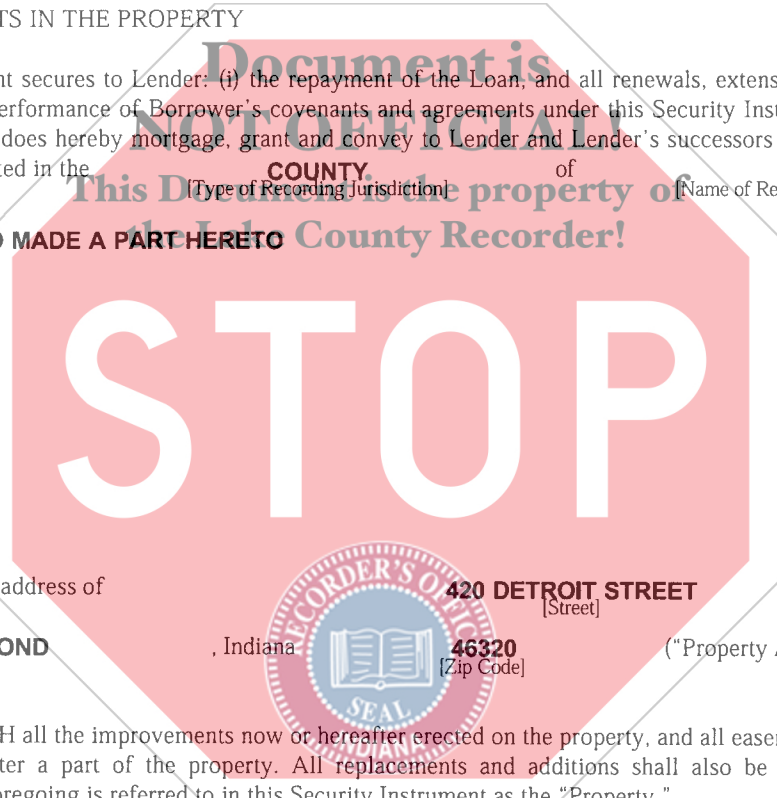 TS IN THE PROPERTY
Document is
nt secures to Lender: (i) the repayment of the Loan, and all renewals, extens
erformance of Borrower's covenants and agreements under this Security Inst
NOT OFFICIAL!
does hereby mortgage, grant and convey to Lender and Lender's successors
ted in the COUNTY of
This Document is the property of
[Type of Recording Jurisdiction] [Name of Re
the Lake County Recorder!
D MADE A PART HERETO
STOP
address of 420 DETROIT STREET
[Street]
OND , Indiana 46320 ("Property A
[Zip Code]
RECORDER'S OFFICE
SEAL
INDIANA
H all the improvements now or hereafter erected on the property, and all easer
ter a part of the property. All replacements and additions shall also be
oregoing is referred to in this Security Instrument as the "Property."